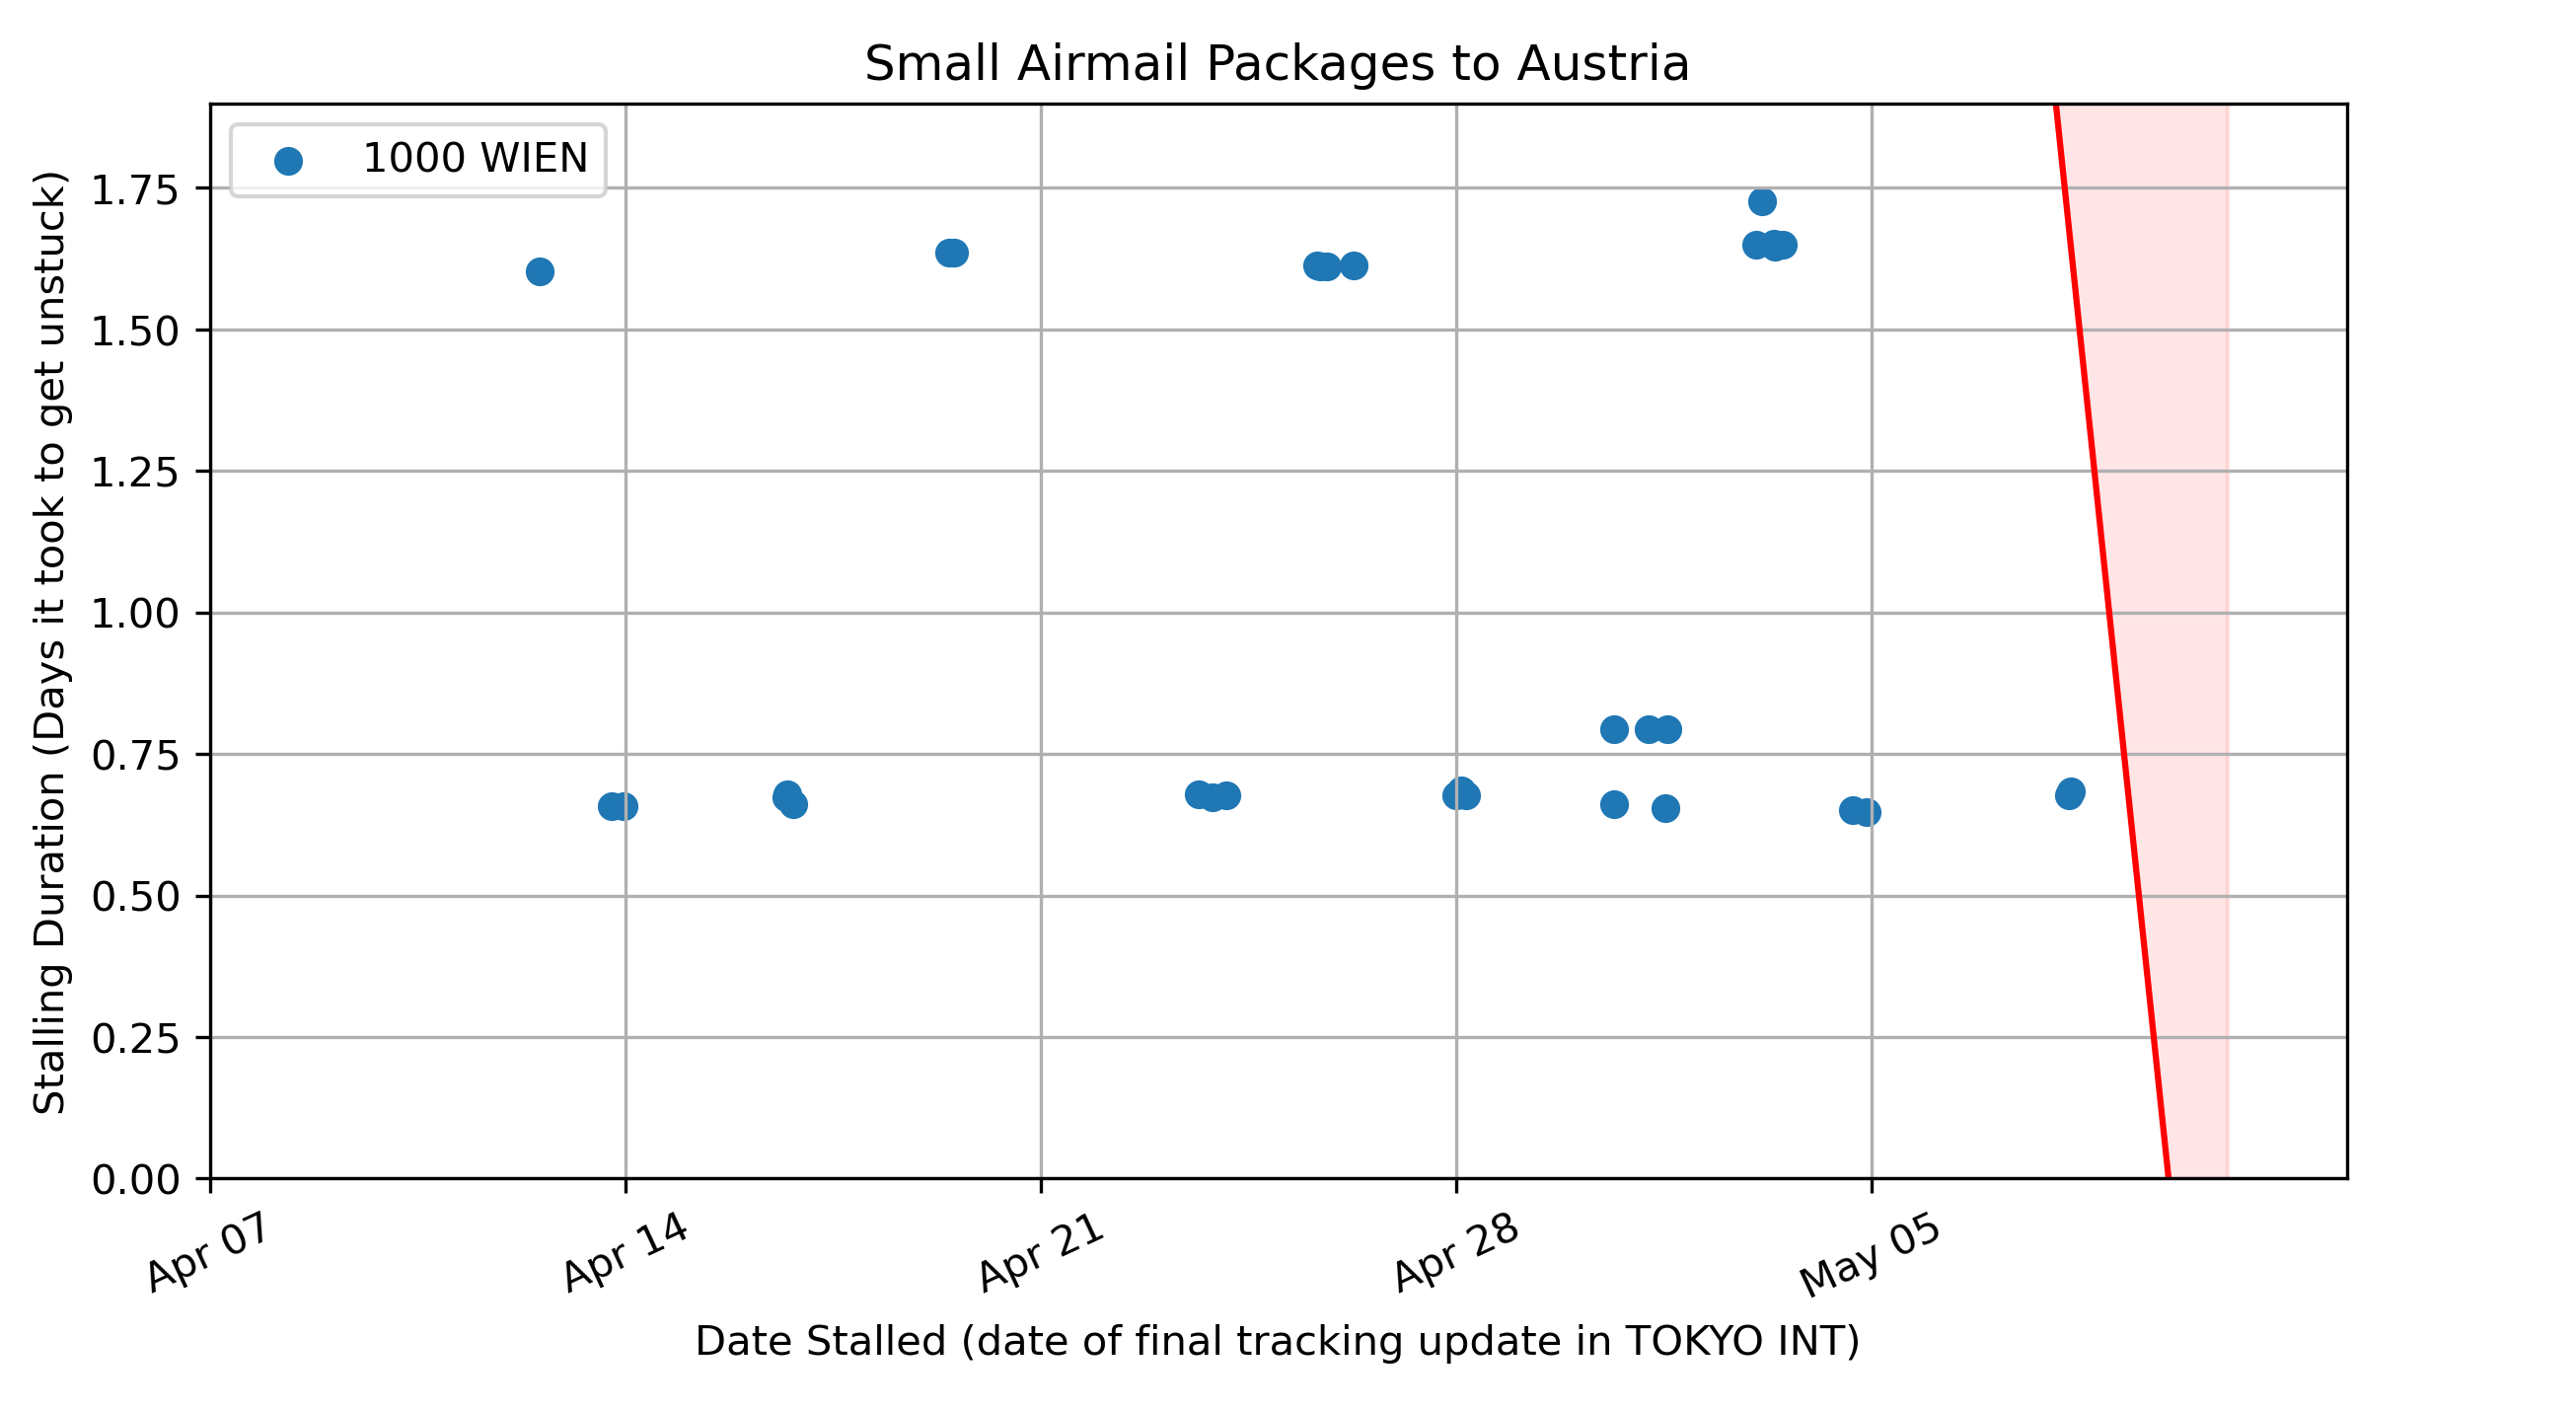 Small Airmail Packages to Austria
1000 WIEN
Stalling Duration (Days it took to get unstuck)
1.75
1.50
1.25
1.00
0.75
0.50
0.25
0.00
Apr 07
Apr 14
Apr 21
Apr 28
May 05
Date Stalled (date of final tracking update in TOKYO INT)